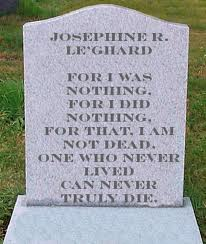 JOSEPHINE R.
LE'GHARD
FOR I WAS
NOTHING.
FOR I DID
NOTHING,
FOR THAT, I AM
NOT DEAD.
ONE WHO NEVER
LIVED
CAN NEVER
TRULY DIE.